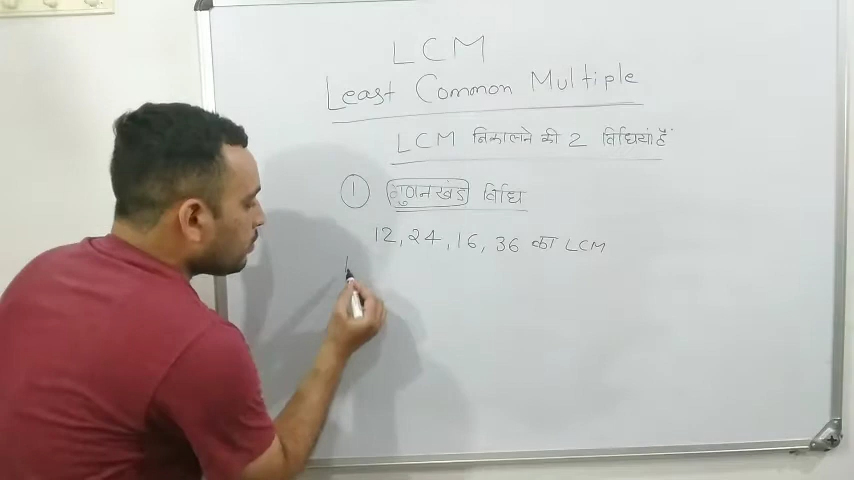 LCM
Least Common Multiple
LCM निकालने की 2 विधियां हैं
1 गुणनखंड विधि
12, 24, 16, 36 का LCM